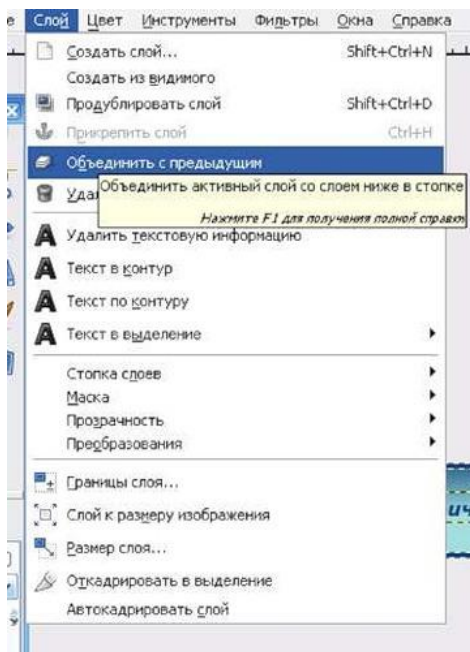 е Слой Цвет Инструменты Фильтры Окна Справка
Создать слой... Shift+Ctrl+N
Создать из видимого
Продублировать слой Shift+Ctrl+D
Прикрепить слой Ctrl+H
Объединить с предыдущим
Уда
Объединить активный слой со слоем ниже в стопке
Нажмите F1 для получения полной справки
Удалить текстовую информацию
Текст в контур
Текст по контуру
Текст в выделение
Стопка слоев
Маска
Прозрачность
Преобразования
Границы слоя...
Слой к размеру изображения
ич
Размер слоя...
Откадрировать в выделение
Автокадрировать слой